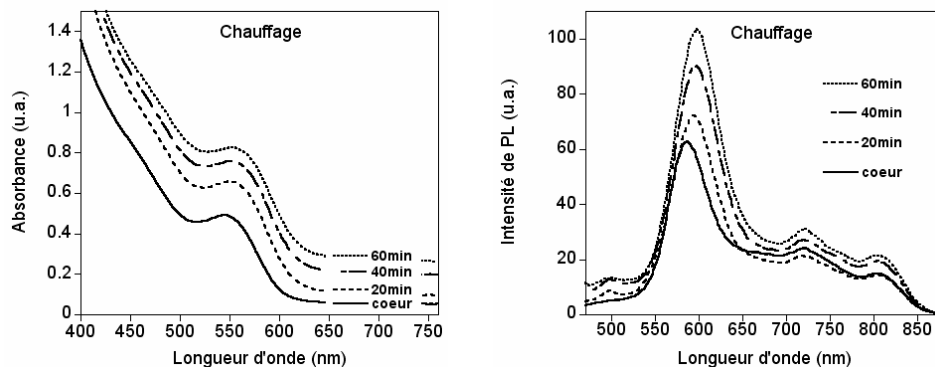 Chauffage
1.4
1.2
1
0.8
0.6
0.4
0.2
0
Absorbance (u.a.)
60min
40min
20min
coeur
400 450 500 550 600 650 700 750
Longueur d'onde (nm)
Chauffage
100
80
60
40
20
0
Intensité de PL (u.a.)
60min
40min
20min
coeur
500 550 600 650 700 750 800 850
Longueur d'onde (nm)